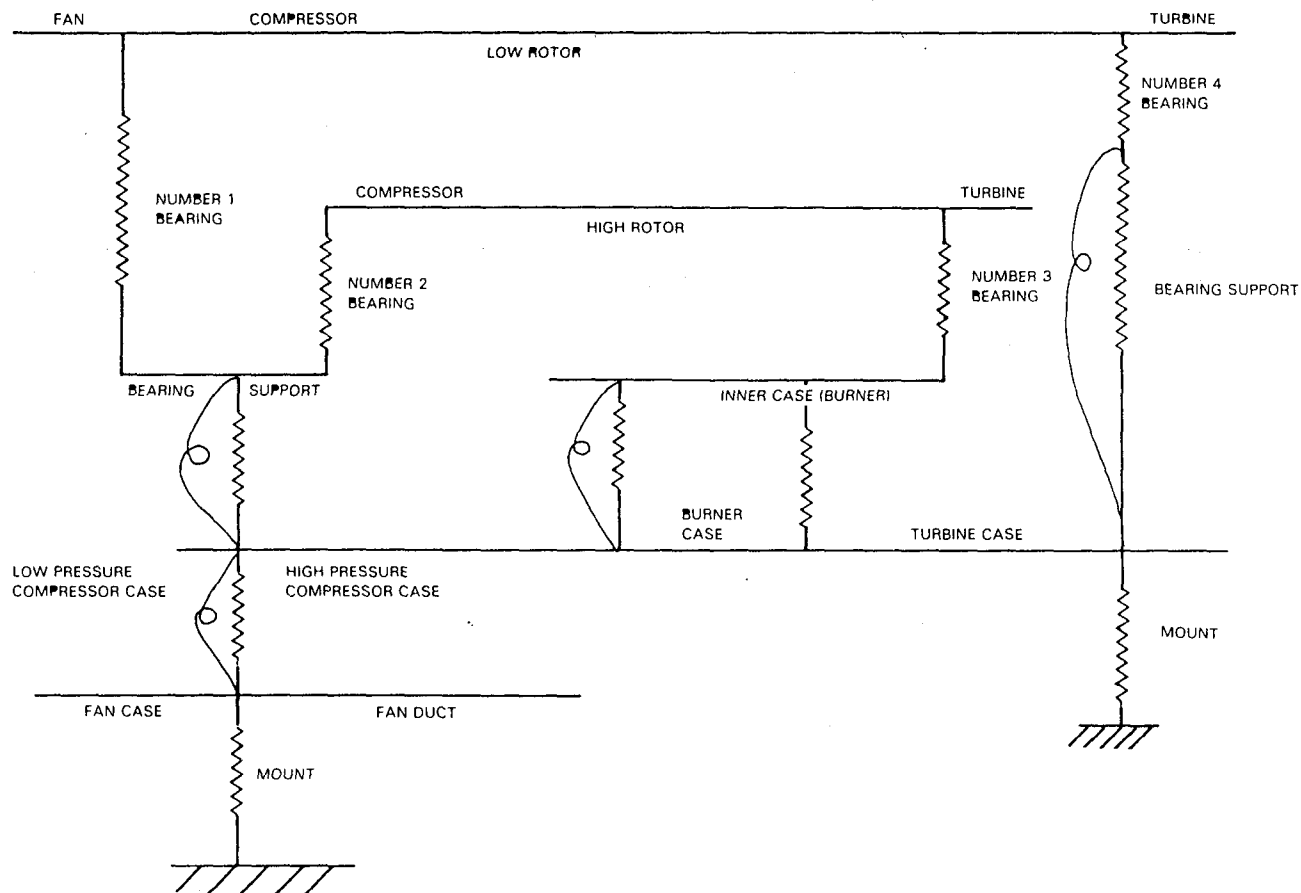 FAN
COMPRESSOR
TURBINE
LOW ROTOR
NUMBER 4
BEARING
NUMBER 1
BEARING
COMPRESSOR
TURBINE
HIGH ROTOR
NUMBER 2
BEARING
NUMBER 3
BEARING
BEARING SUPPORT
BEARING SUPPORT
INNER CASE (BURNER)
BURNER
CASE
TURBINE CASE
LOW PRESSURE
COMPRESSOR CASE
HIGH PRESSURE
COMPRESSOR CASE
MOUNT
FAN CASE
FAN DUCT
MOUNT